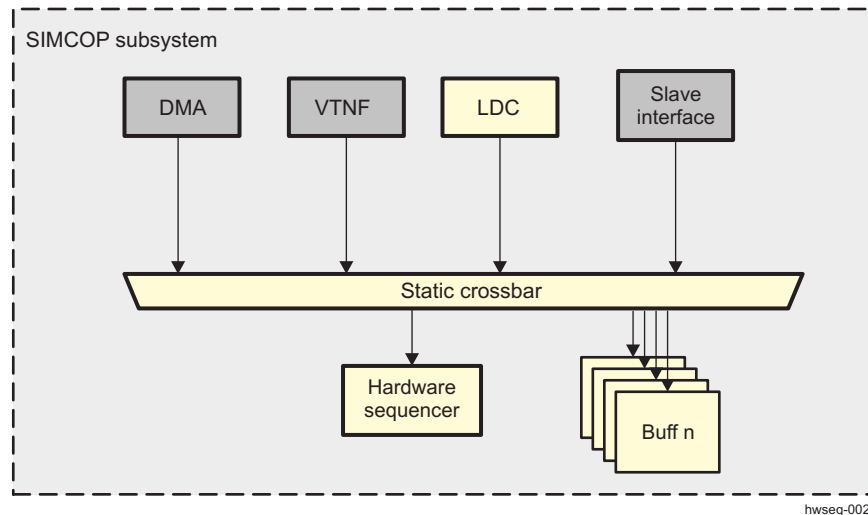 SIMCOP subsystem
DMA
VTNF
LDC
Slave
interface
Static crossbar
Hardware
sequencer
Buff n
hwseq-002